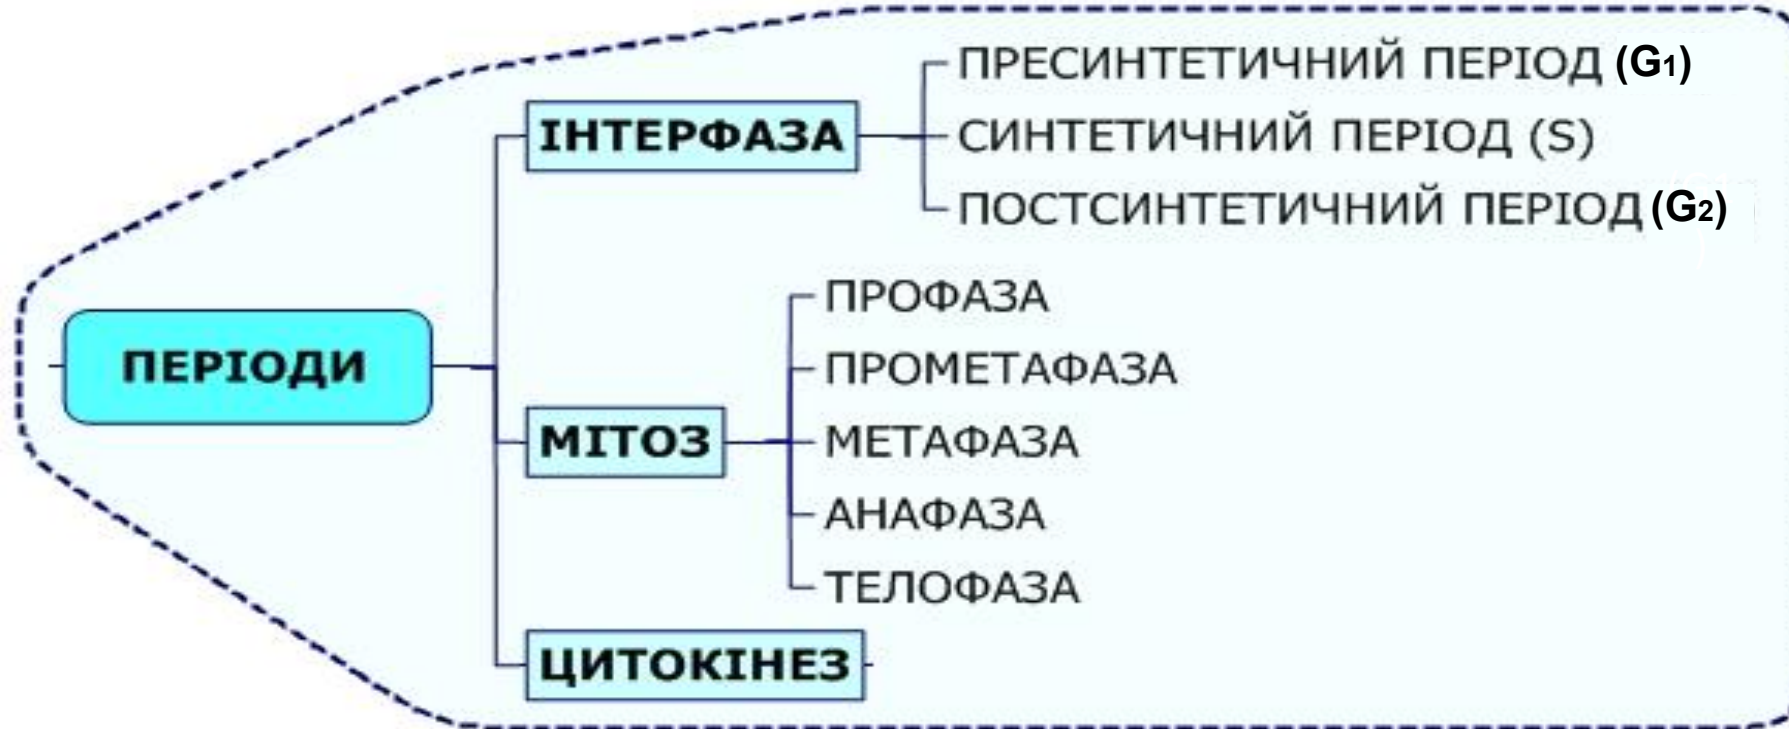 ПЕРІОДИ
ІНТЕРФАЗА
ПРЕСИНТЕТИЧНИЙ ПЕРІОД (G1)
СИНТЕТИЧНИЙ ПЕРІОД (S)
ПОСТСИНТЕТИЧНИЙ ПЕРІОД (G2)
МІТОЗ
ПРОФАЗА
ПРОМЕТАФАЗА
МЕТАФАЗА
АНАФАЗА
ТЕЛОФАЗА
ЦИТОКІНЕЗ